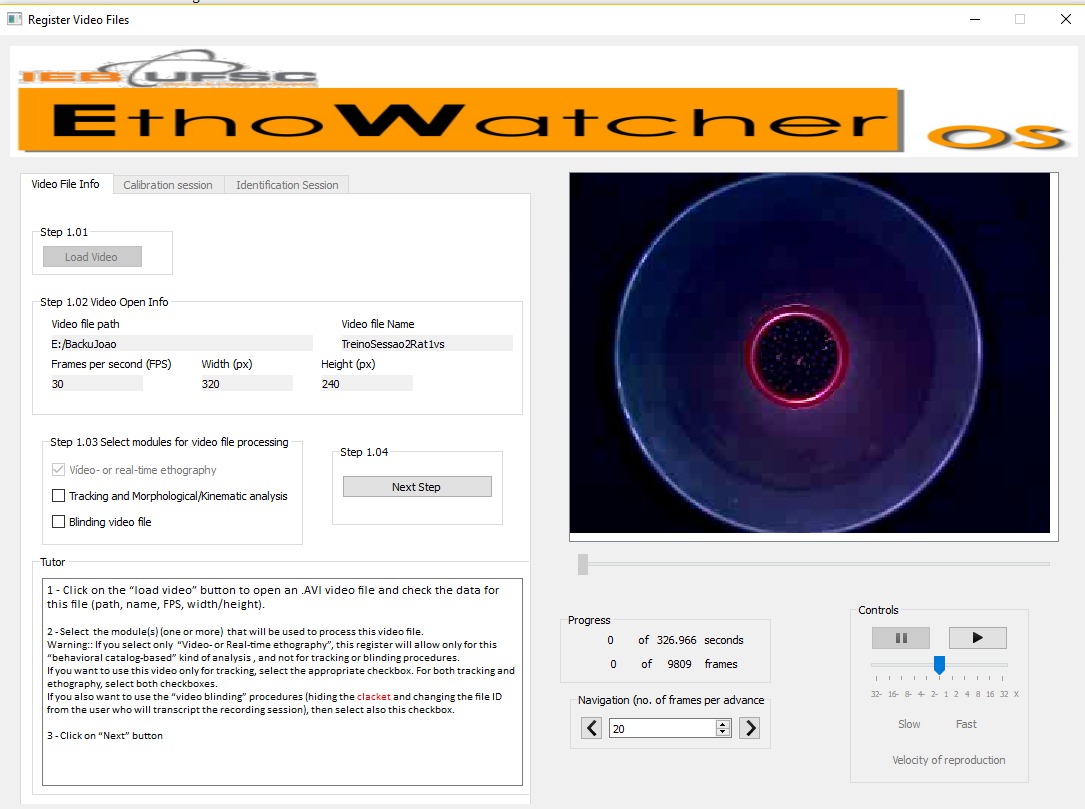 Register Video Files
IEB UFSC
EthoWatcher OS
Video File Info
Calibration session
Identification Session
Step 1.01
Load Video
Step 1.02 Video Open Info
Video file path
Video file Name
E:/BackuJoao
TreinoSessao2Rat1vs
Frames per second (FPS)
Width (px)
Height (px)
30
320
240
Step 1.03 Select modules for video file processing
Vídeo- or real-time ethography
Tracking and Morphological/Kinematic analysis
Blinding video file
Step 1.04
Next Step
Tutor
1 - Click on the “load video” button to open an .AVI video file and check the data for
this file (path, name, FPS, width/height).
2 - Select the module(s) (one or more) that will be used to process this video file.
Warning:: If you select only “Video- or Real-time ethography”, this register will allow only for this
“behavioral catalog-based” kind of analysis , and not for tracking or blinding procedures.
If you want to use this video only for tracking, select the appropriate checkbox. For both tracking and
ethography, select both checkboxes.
If you also want to use the “video blinding” procedures (hiding the clacket and changing the file ID
from the user who will transcript the recording session), then select also this checkbox.
3 - Click on “Next” button
Progress
0 of 326.966 seconds
0 of 9809 frames
Navigation (no. of frames per advance
20
Controls
32- 16- 8- 4- 2- 1 2 4 8 16 32 X
Slow
Fast
Velocity of reproduction